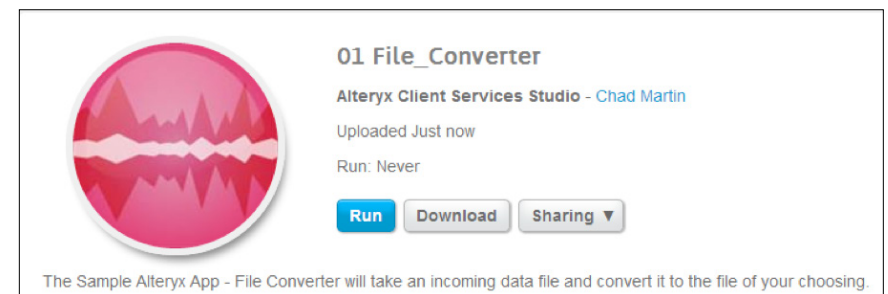 01 File_Converter
Alteryx Client Services Studio - Chad Martin
Uploaded Just now
Run: Never
Run Download Sharing ▼
The Sample Alteryx App - File Converter will take an incoming data file and convert it to the file of your choosing.